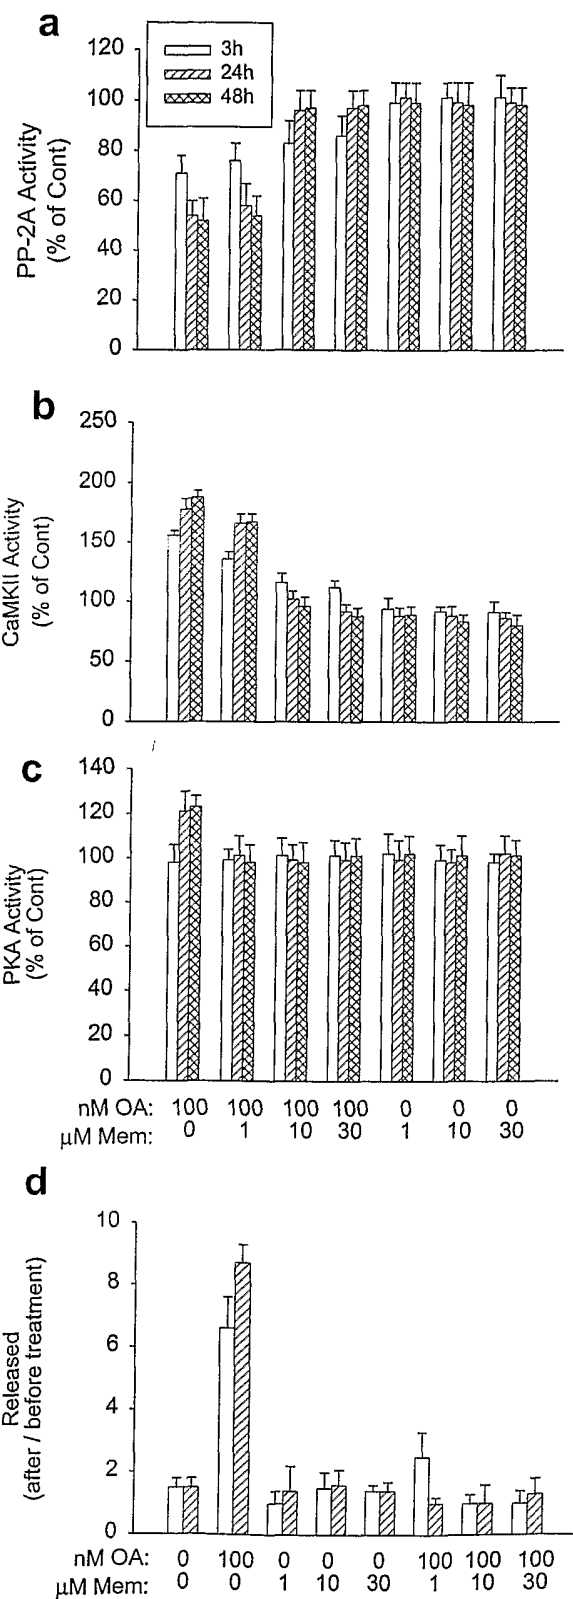 a
120
100
80
60
40
20
0
PP-2A Activity
(% of Cont)
3h
24h
48h
b
250
200
150
100
50
0
CaMKII Activity
(% of Cont)
c
140
120
100
80
60
40
20
0
PKA Activity
(% of Cont)
nM OA: 100 100 100 100 0 0 0
μM Mem: 0 1 10 30 1 10 30
d
10
8
6
4
2
0
Released
(after / before treatment)
nM OA: 0 100 0 0 0 100 100 100
μM Mem: 0 0 1 10 30 1 10 30